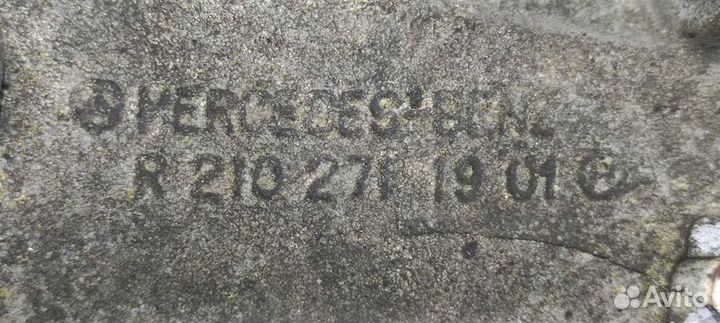 MERCEDES-BENZ
R 210 271 19 01
Avito